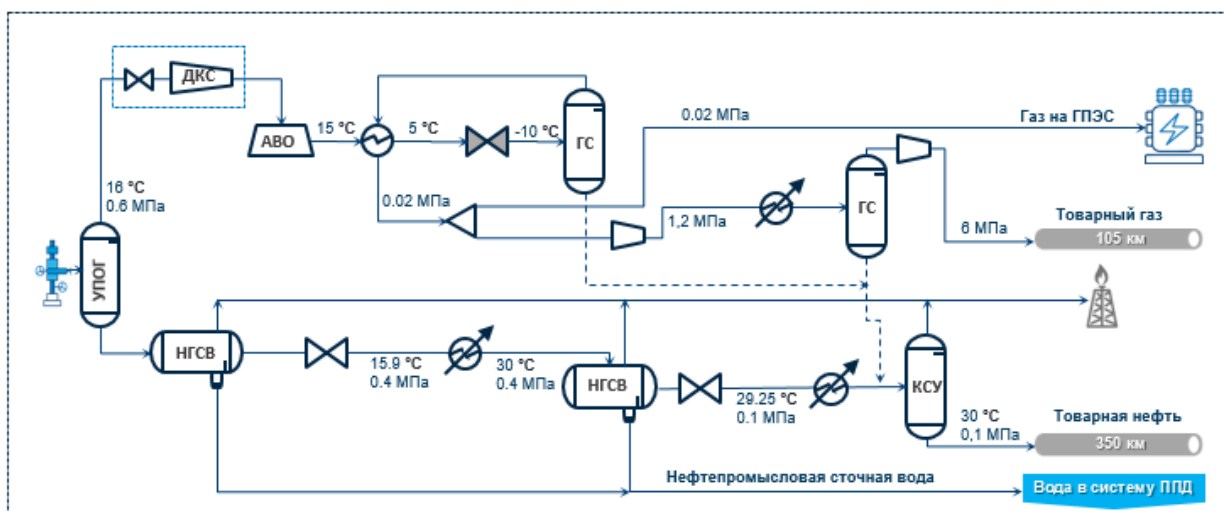 ДКС
0.02 МПа
Газ на ГПЭС
АВО
15 °C
5 °C
-10 °C
ГС
16 °C
0.6 МПа
0.02 МПа
1,2 МПа
ГС
6 МПа
Товарный газ
105 км
УПОГ
НГСВ
15.9 °C
0.4 МПа
30 °C
0.4 МПа
НГСВ
29.25 °C
0.1 МПа
КСУ
30 °C
0,1 МПа
Товарная нефть
350 км
Нефтепромысловая сточная вода
Вода в систему ППД